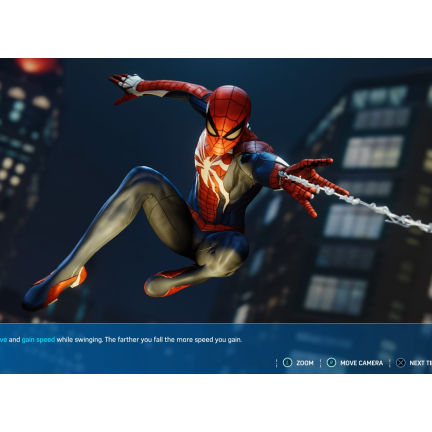 ve and gain speed while swinging. The farther you fall the more speed you gain.
ZOOM MOVE CAMERA NEXT TI